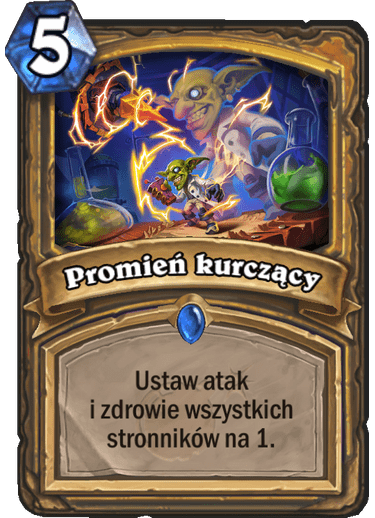 5
Promień kurczący
Ustaw atak
i zdrowie wszystkich
stronników na 1.